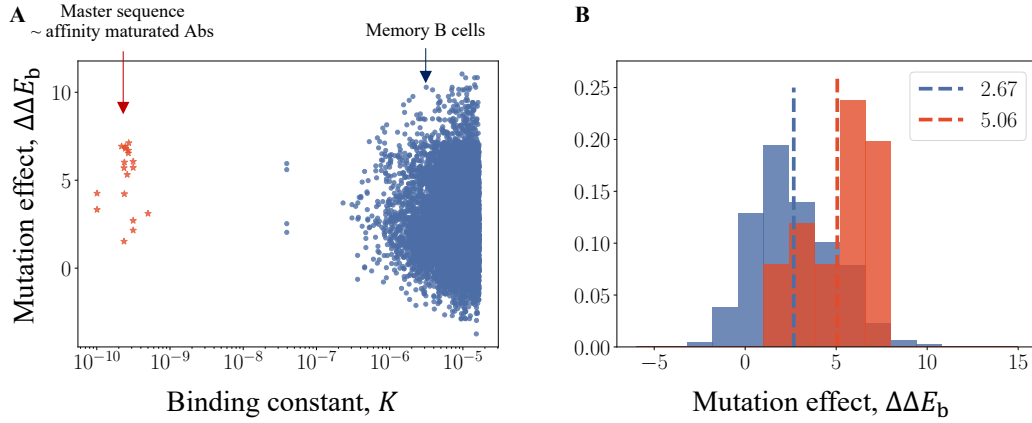 A
Master sequence
~ affinity maturated Abs
Memory B cells
Mutation effect, ΔΔE_b
10
5
0
10^-10
10^-9
10^-8
10^-7
10^-6
10^-5
Binding constant, K
B
0.25
0.20
0.15
0.10
0.05
0.00
2.67
5.06
-5
0
5
10
15
Mutation effect, ΔΔE_b